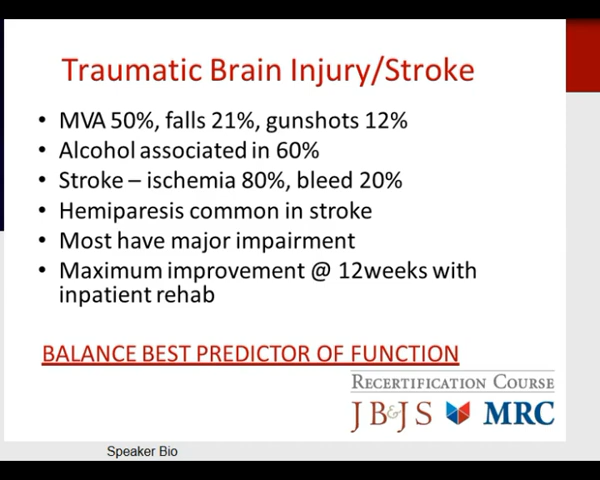 Traumatic Brain Injury/Stroke
• MVA 50%, falls 21%, gunshots 12%
• Alcohol associated in 60%
• Stroke – ischemia 80%, bleed 20%
• Hemiparesis common in stroke
• Most have major impairment
• Maximum improvement @ 12weeks with
inpatient rehab
BALANCE BEST PREDICTOR OF FUNCTION
RECERTIFICATION COURSE
JB&JS MRC
Speaker Bio